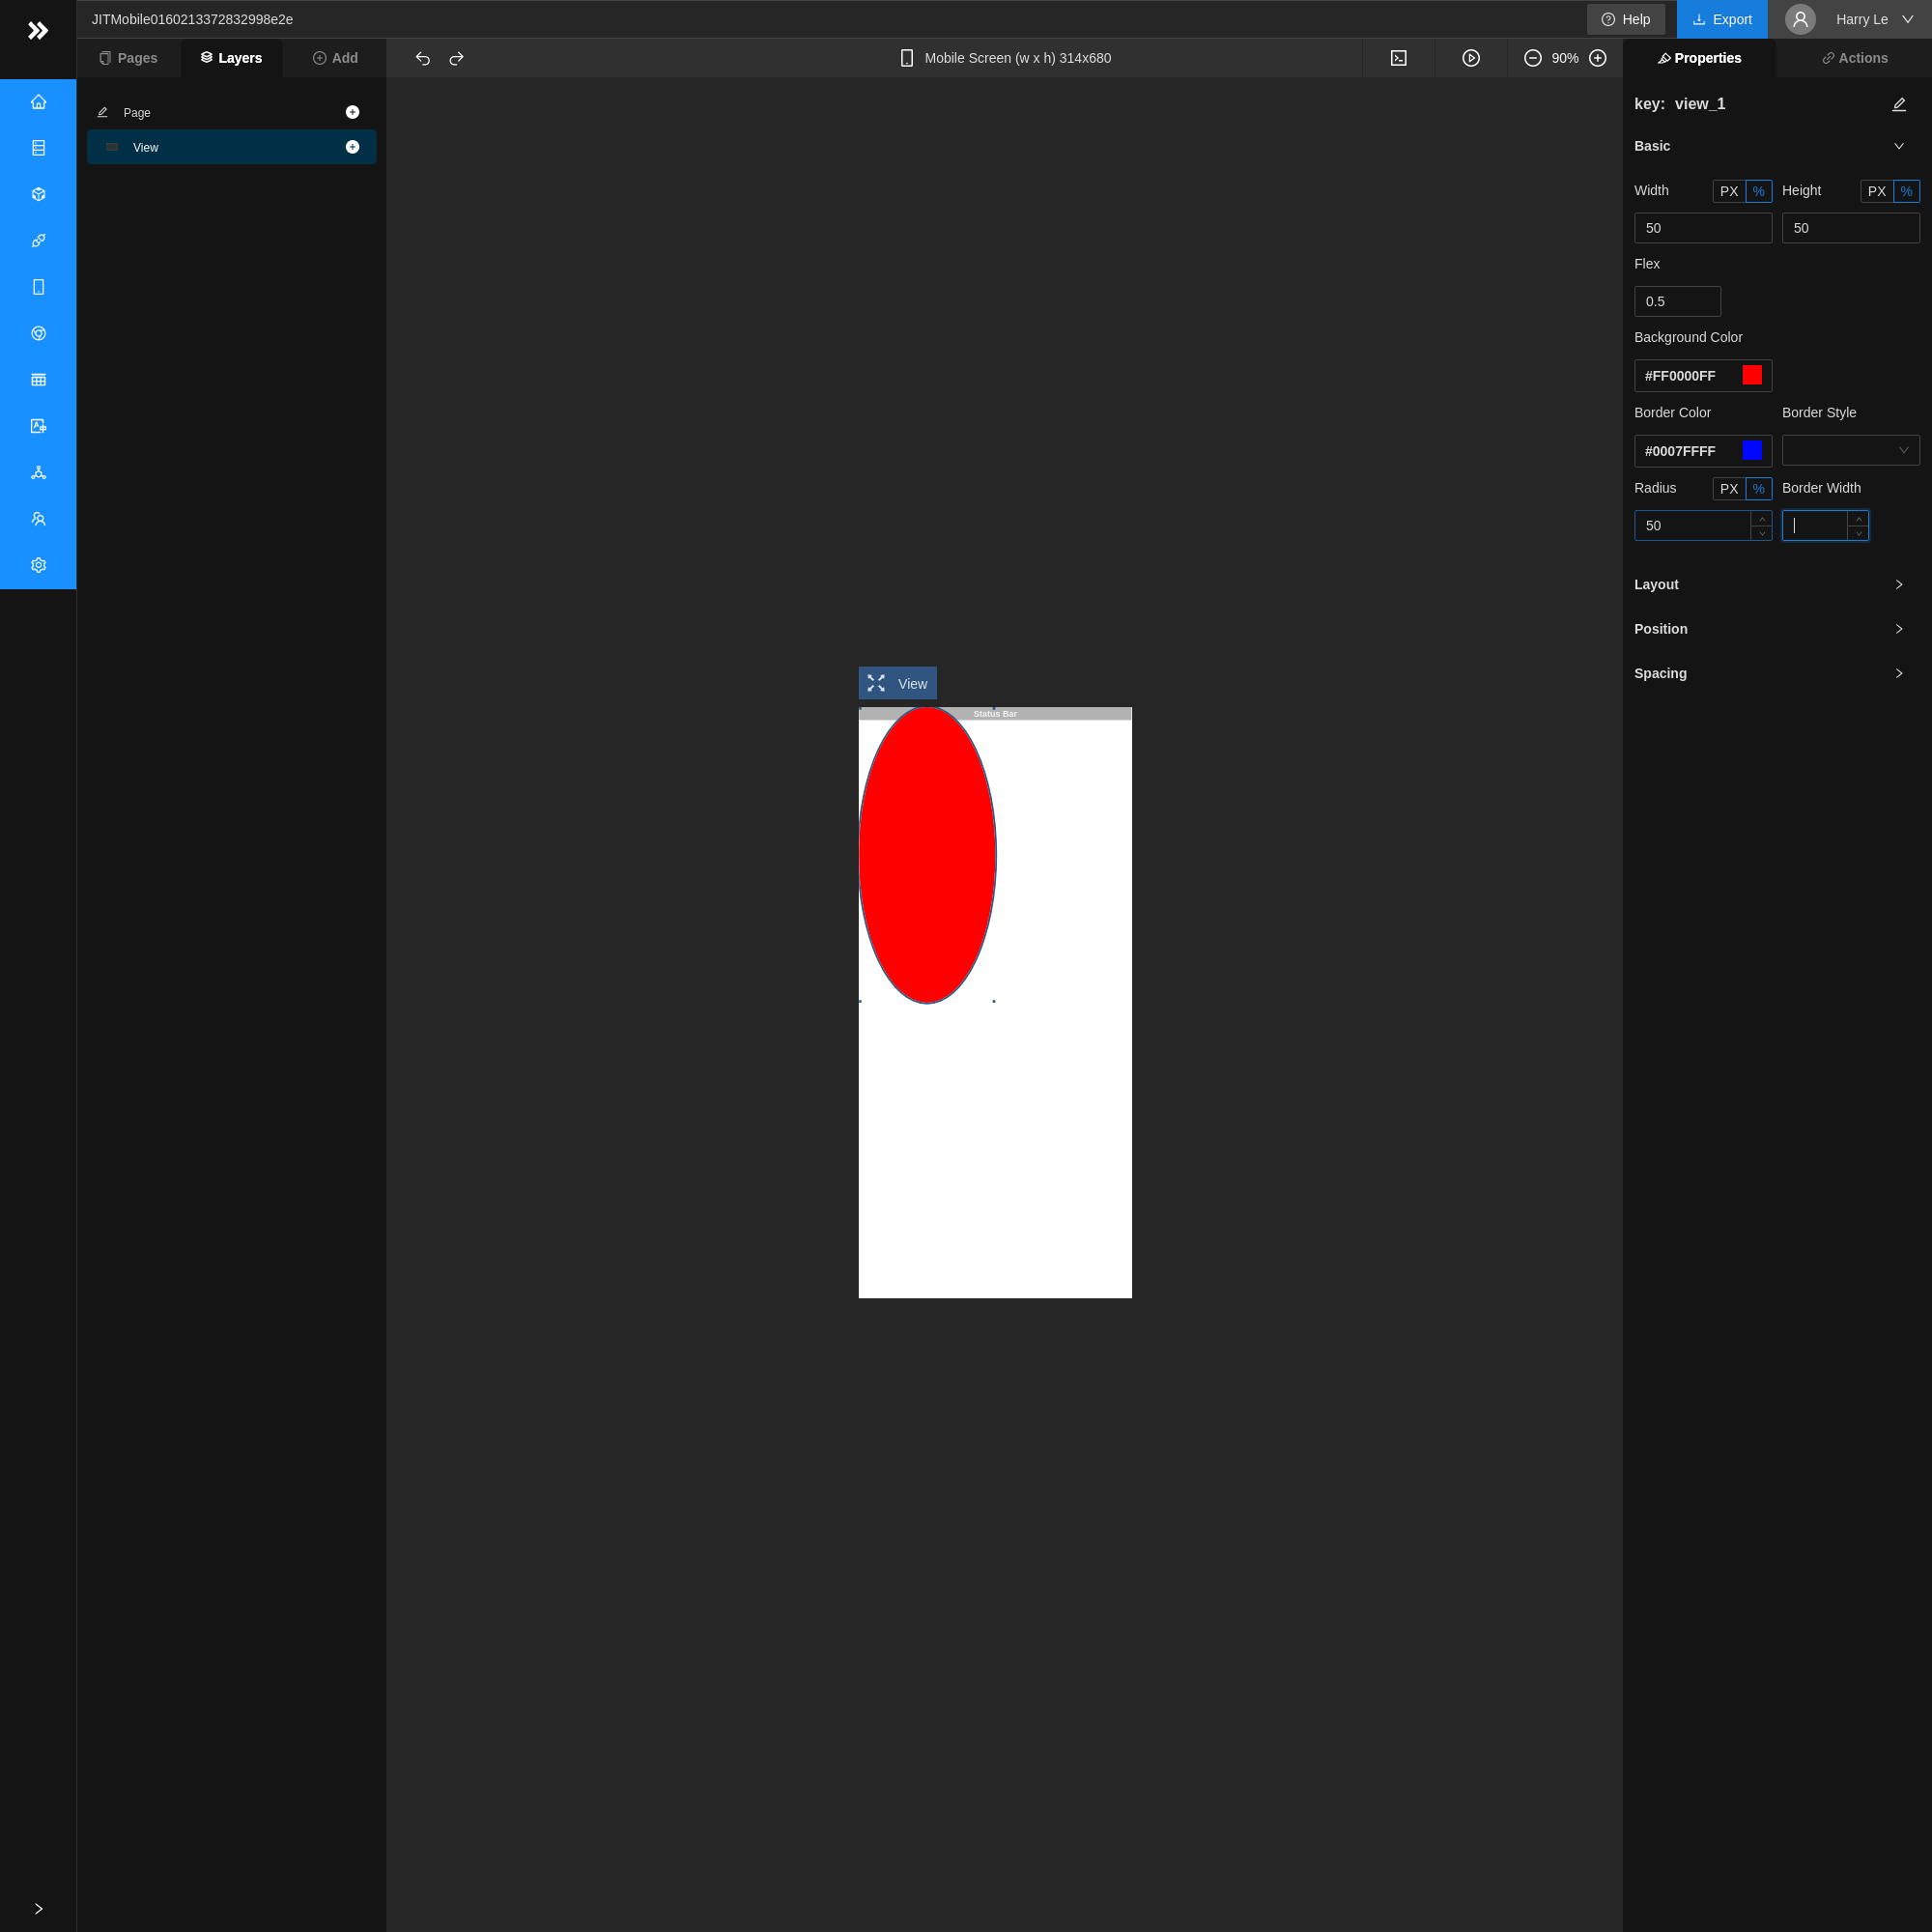 JITMobile0160213372832998e2e
Help
Export
Harry Le
Pages
Layers
Add
Mobile Screen (w x h) 314x680
90%
Properties
Actions
Page
View
key: view_1
Basic
Width PX % Height PX %
50 50
Flex
0.5
Background Color
#FF0000FF
Border Color Border Style
#0007FFFF
Radius PX % Border Width
50
Layout
Position
Spacing
View
Status Bar